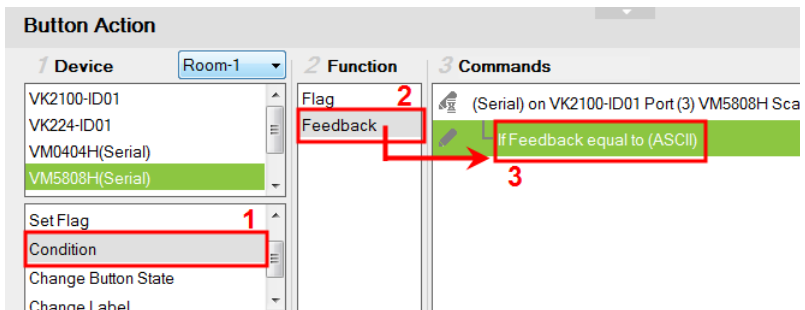 Button Action
1 Device
Room-1
2 Function
3 Commands
VK2100-ID01
VK224-ID01
VM0404H(Serial)
VM5808H(Serial)
Set Flag
1
Condition
Change Button State
Change Label
Flag
2
Feedback
(Serial) on VK2100-ID01 Port (3) VM5808H
If Feedback equal to (ASCII)
3